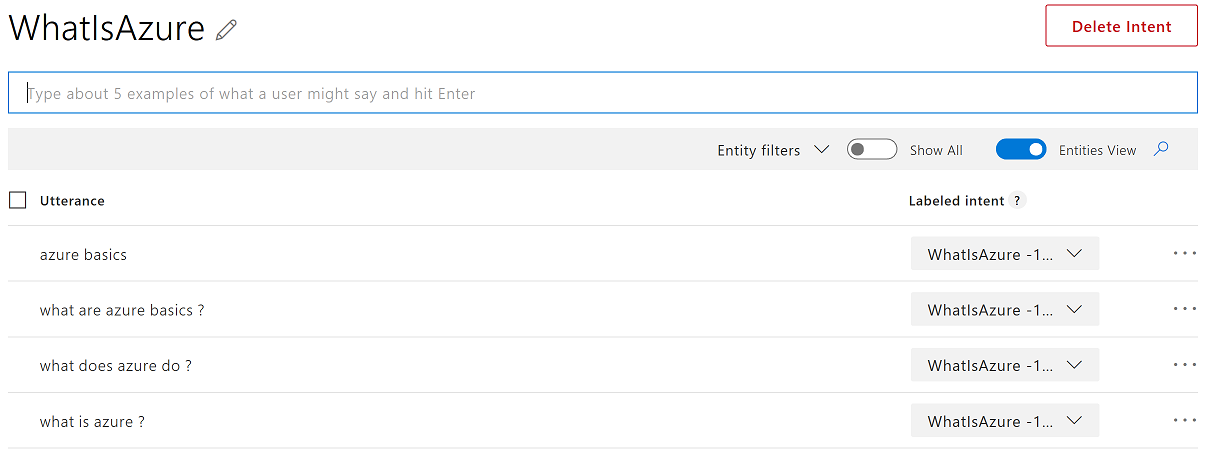 WhatIsAzure
Delete Intent
Type about 5 examples of what a user might say and hit Enter
Entity filters Show All Entities View
Utterance Labeled intent ?
azure basics WhatIsAzure -1... ...
what are azure basics ? WhatIsAzure -1... ...
what does azure do ? WhatIsAzure -1... ...
what is azure ? WhatIsAzure -1... ...